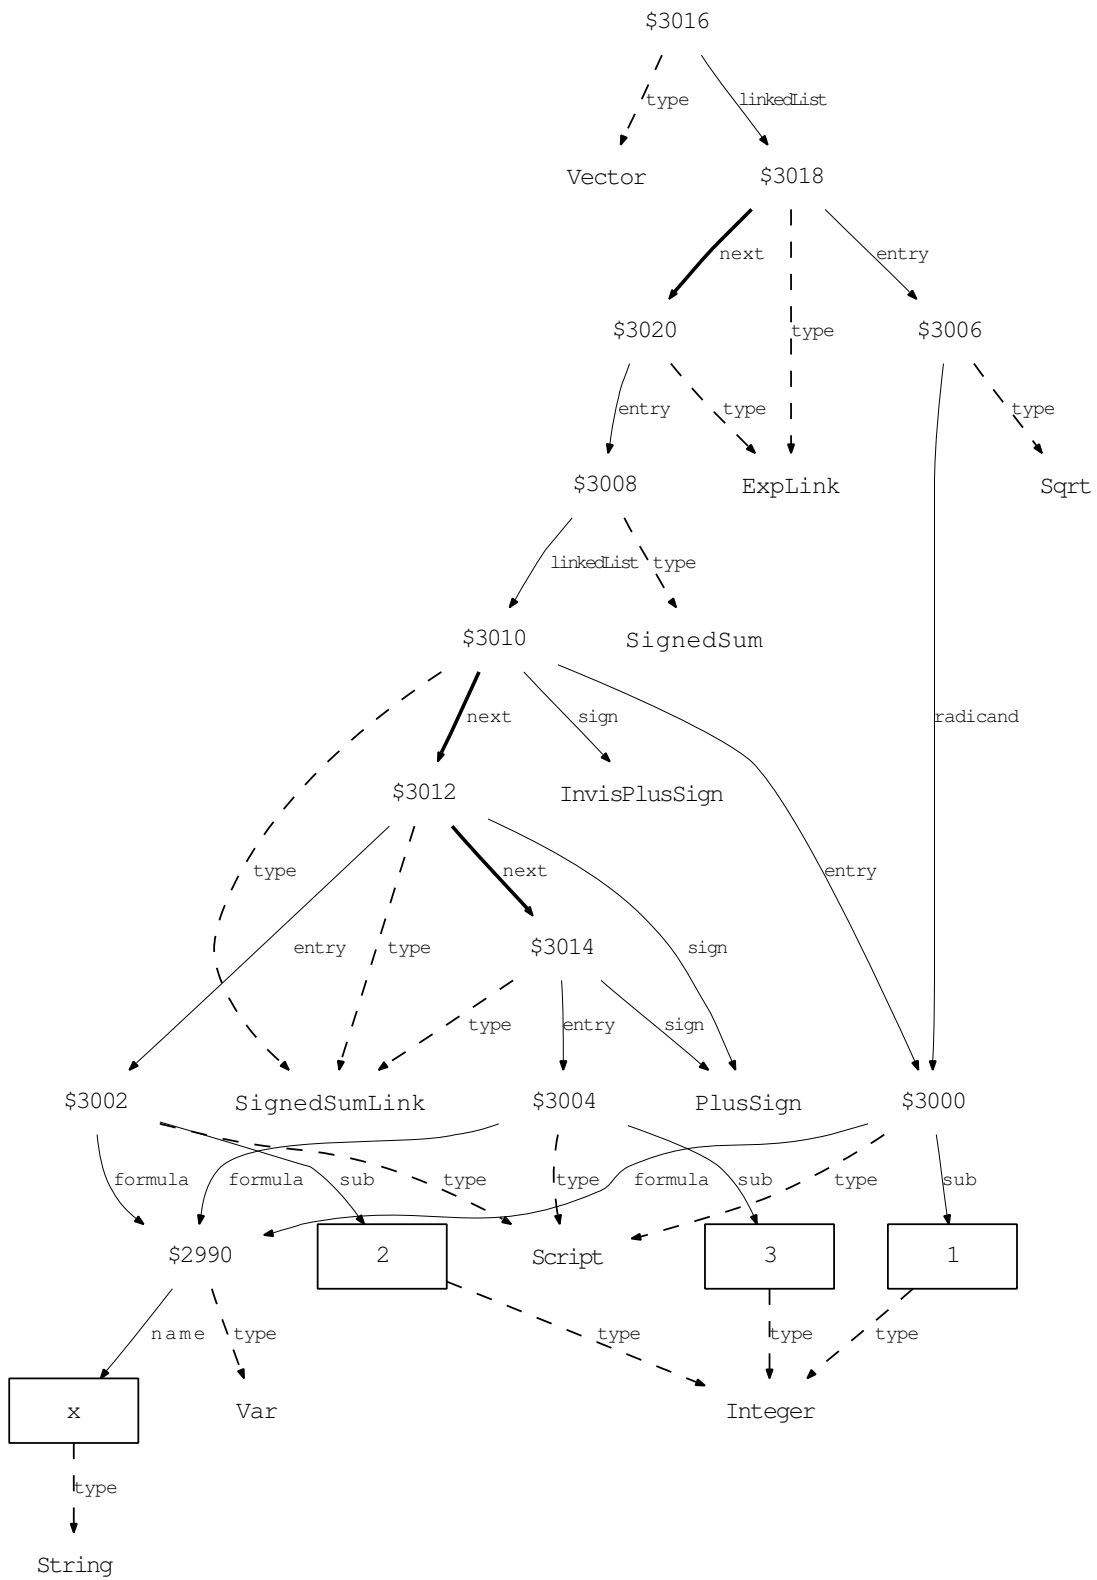 $3016
type linkedList
Vector $3018
next entry
$3020 type $3006
entry type type
$3008 ExpLink Sqrt
linkedList type
$3010 SignedSum
next sign radicand
$3012 InvisPlusSign
type next entry
entry type $3014 sign
type entry sign
$3002 SignedSumLink $3004 PlusSign $3000
formula formula sub type type formula sub type sub
$2990 2 Script 3 1
name type type type type
x Var Integer
type
String